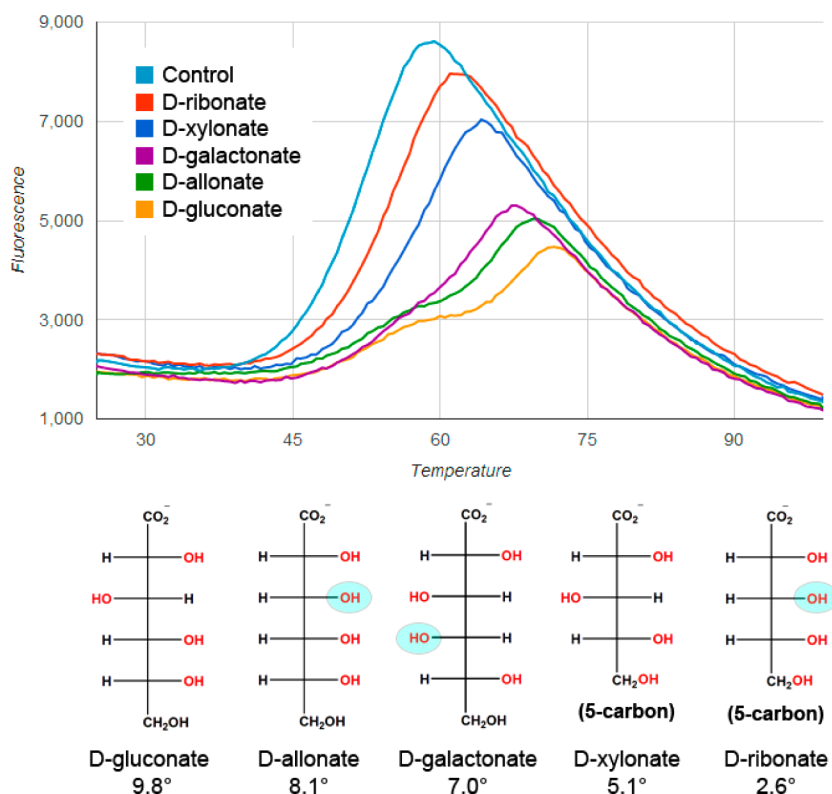 9,000
7,000
5,000
3,000
1,000
Fluorescence
Control
D-ribonate
D-xylonate
D-galactonate
D-allonate
D-gluconate
30 45 60 75 90
Temperature
CO₂⁻ CO₂⁻ CO₂⁻ CO₂⁻ CO₂⁻
H OH H OH H OH H OH H OH
HO H H OH HO H HO H H OH
H OH H OH HO H H OH H OH
H OH H OH H OH CH₂OH CH₂OH
CH₂OH CH₂OH CH₂OH (5-carbon) (5-carbon)
D-gluconate D-allonate D-galactonate D-xylonate D-ribonate
9.8° 8.1° 7.0° 5.1° 2.6°